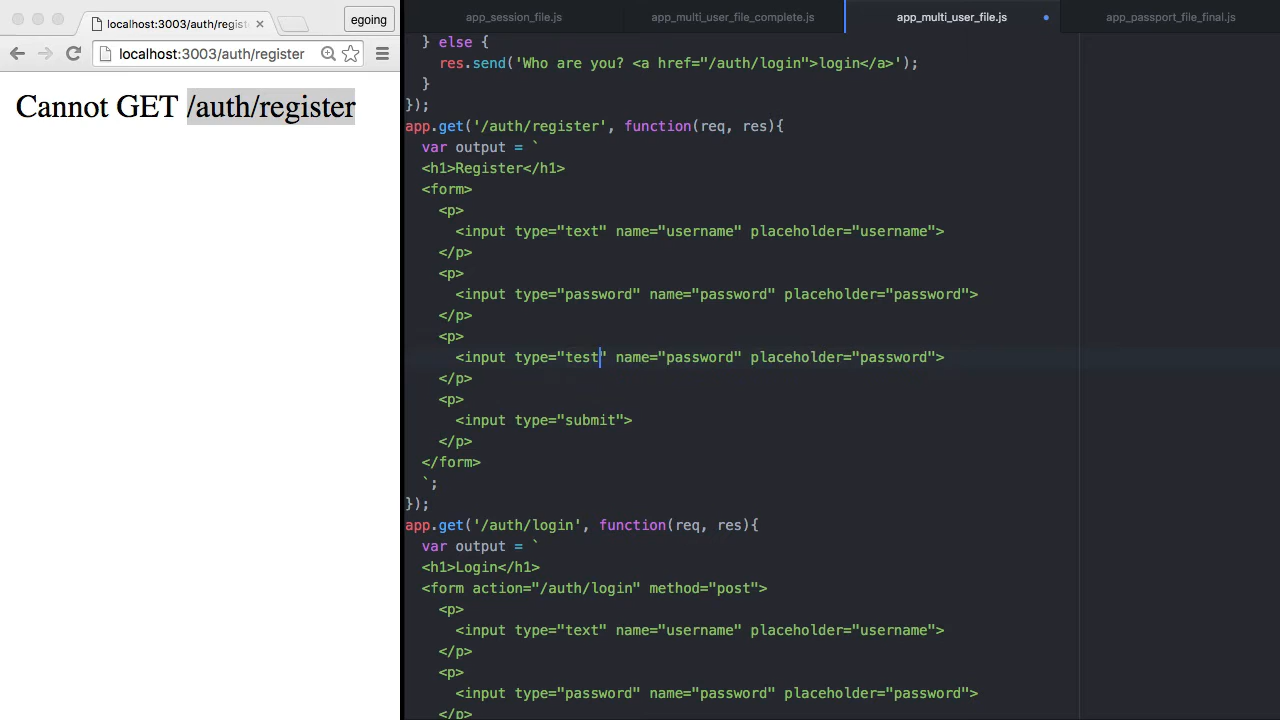 localhost:3003/auth/regist
egoing
localhost:3003/auth/register
Cannot GET /auth/register
app_session_file.js
app_multi_user_file_complete.js
app_multi_user_file.js
app_passport_file_final.js
} else {
res.send('Who are you? <a href="/auth/login">login</a>');
}
});
app.get('/auth/register', function(req, res){
var output = `
<h1>Register</h1>
<form>
<p>
<input type="text" name="username" placeholder="username">
</p>
<p>
<input type="password" name="password" placeholder="password">
</p>
<p>
<input type="test" name="password" placeholder="password">
</p>
<p>
<input type="submit">
</p>
</form>
`;
});
app.get('/auth/login', function(req, res){
var output = `
<h1>Login</h1>
<form action="/auth/login" method="post">
<p>
<input type="text" name="username" placeholder="username">
</p>
<p>
<input type="password" name="password" placeholder="password">
</p>